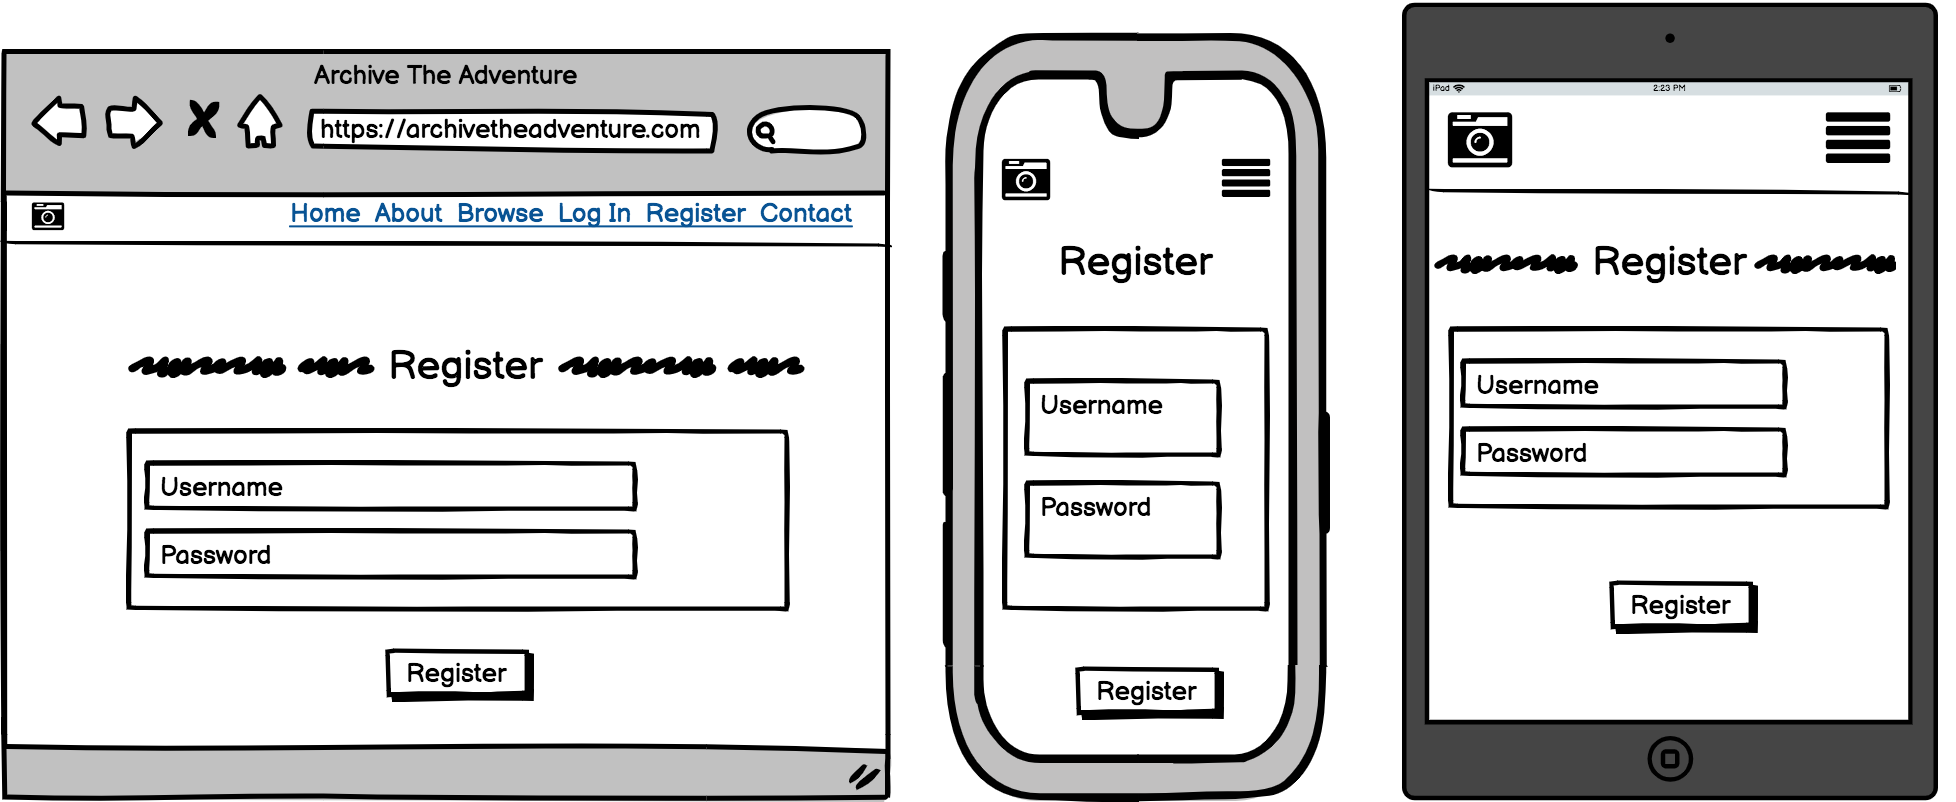 Archive The Adventure
https://archivetheadventure.com
Home About Browse Log In Register Contact
Register
Username
Password
Register
Register
Username
Password
Register
iPad 2:23 PM
Register
Username
Password
Register